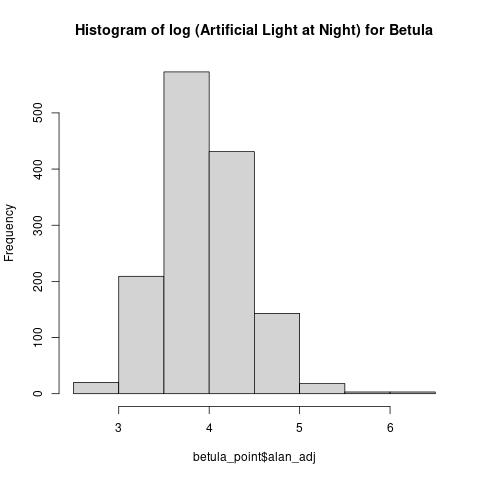 Histogram of log (Artificial Light at Night) for Betula
Frequency
500
400
300
200
100
0
3 4 5 6
betula_point$alan_adj